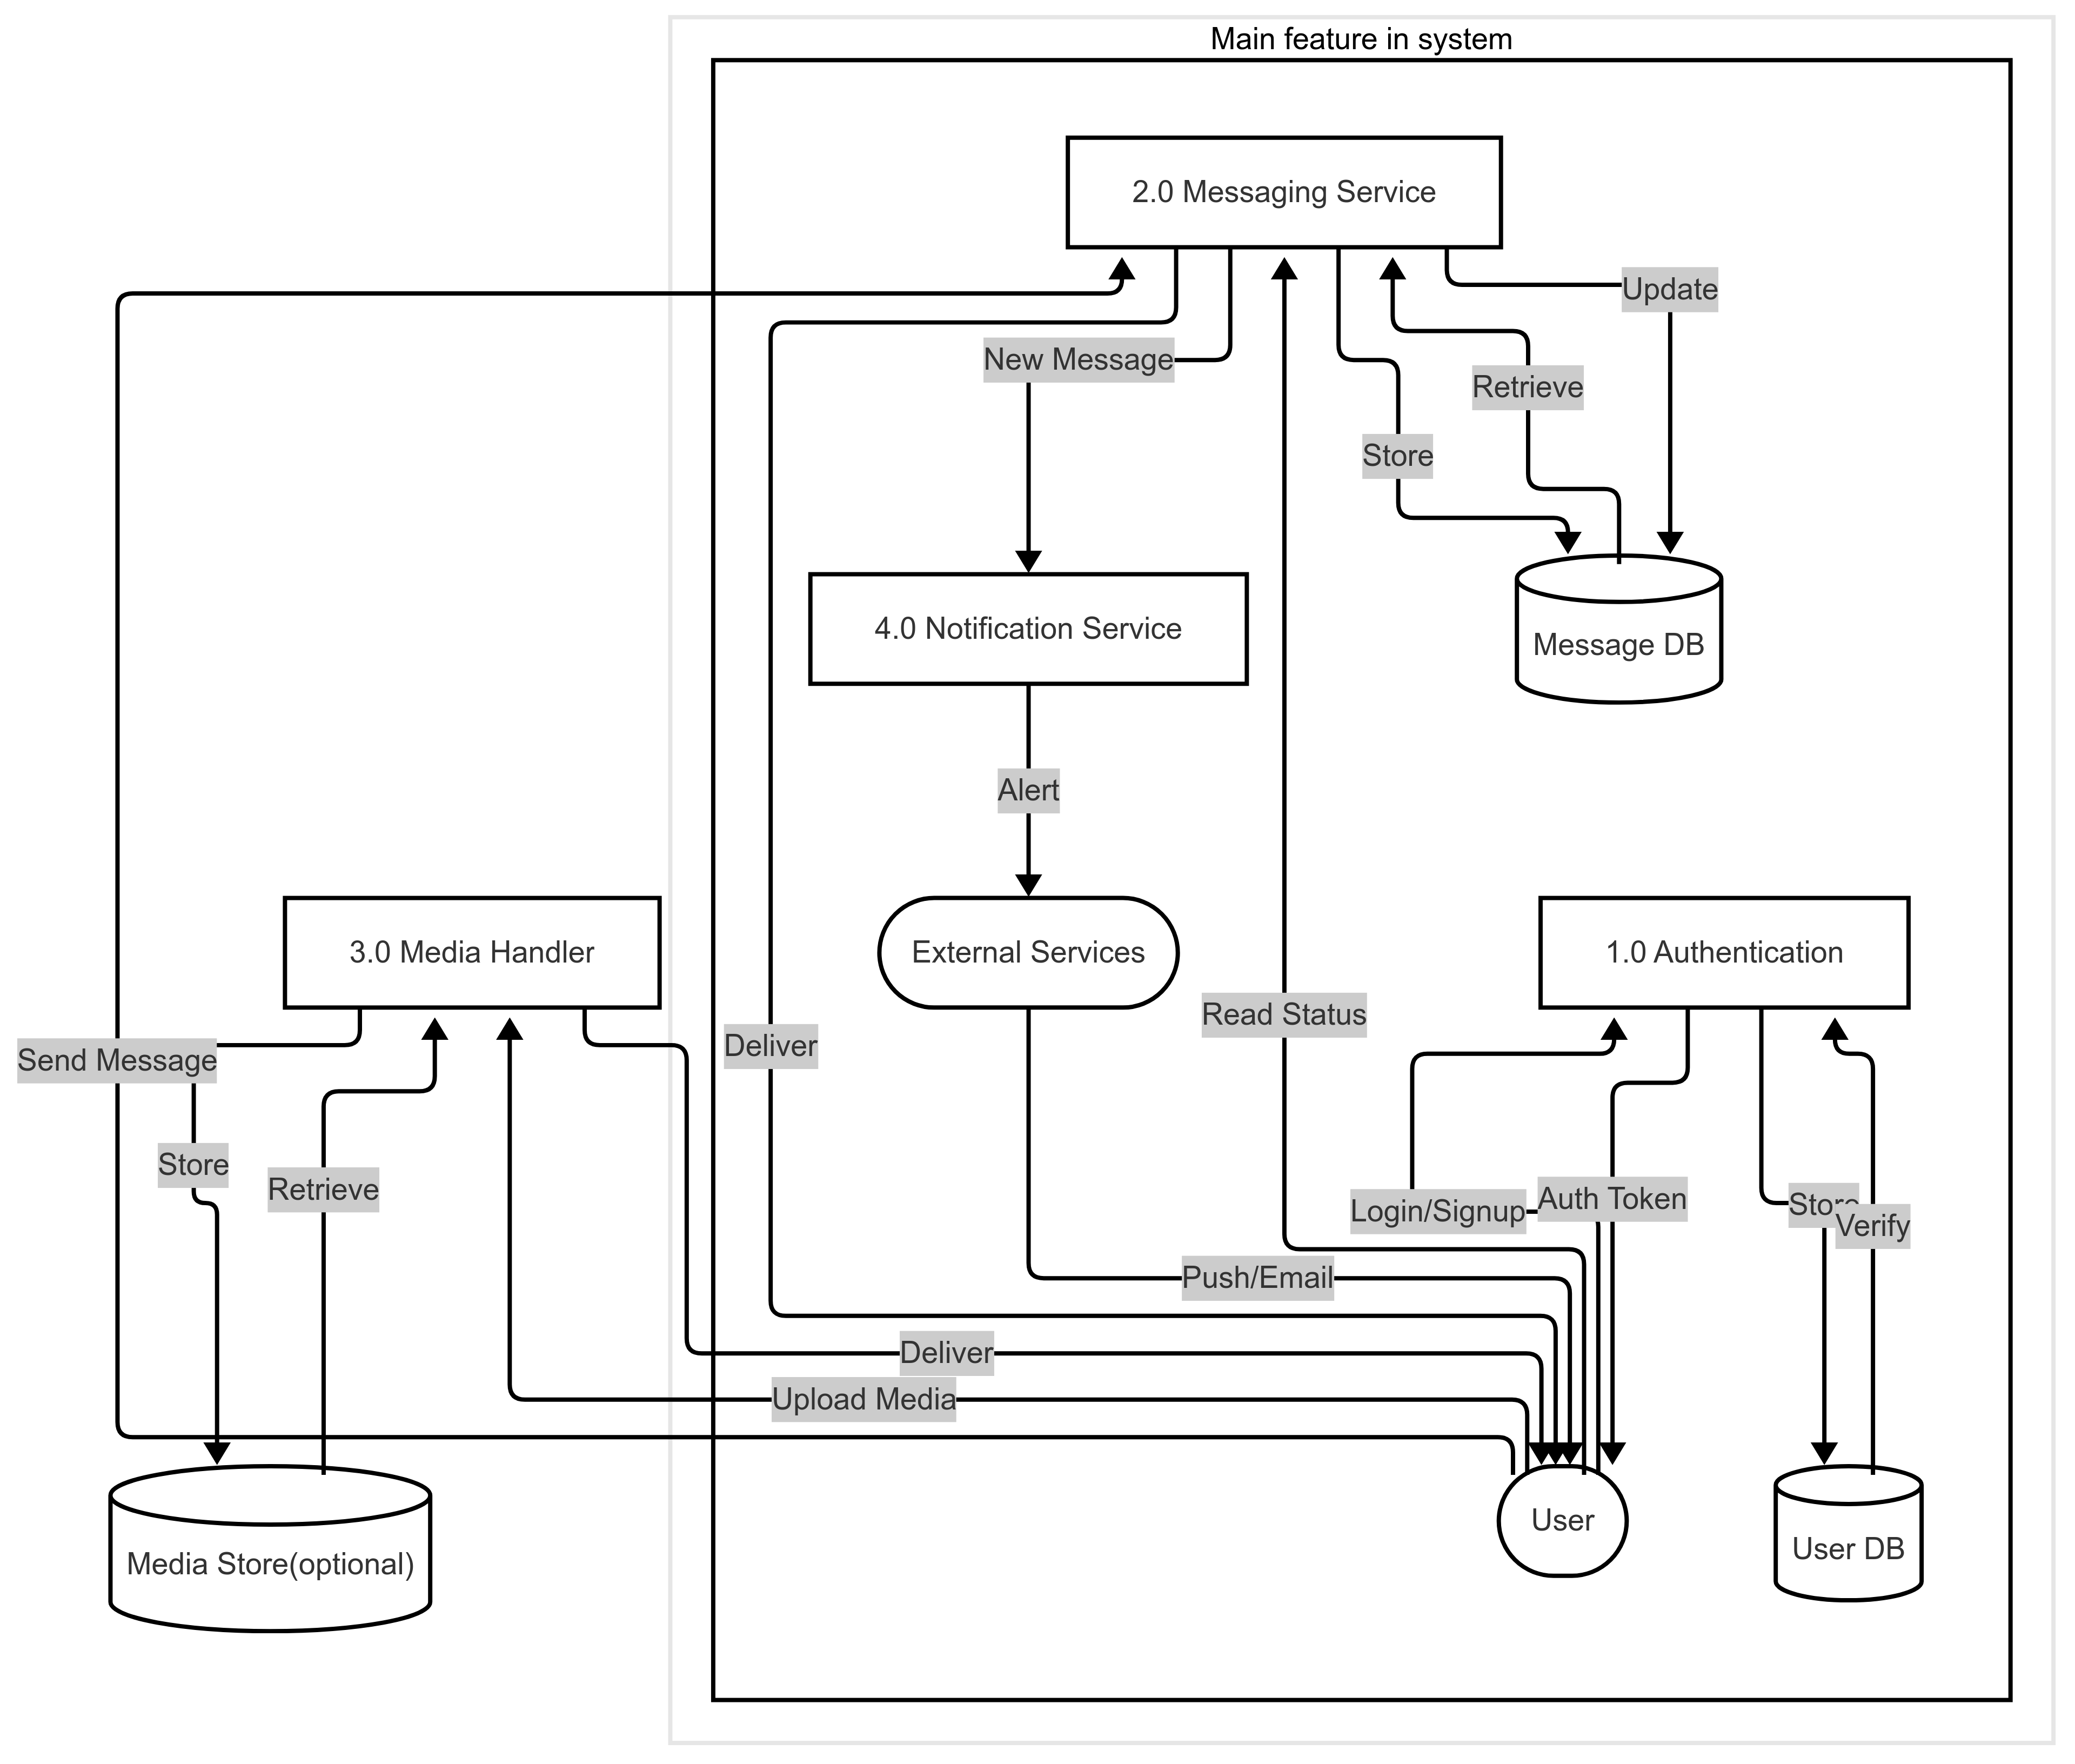 Main feature in system
2.0 Messaging Service
Update
New Message
Retrieve
Store
4.0 Notification Service
Message DB
Alert
3.0 Media Handler
External Services
1.0 Authentication
Read Status
Deliver
Send Message
Store
Retrieve
Auth Token
Login/Signup
Store
Verify
Push/Email
Deliver
Upload Media
User
User DB
Media Store(optional)